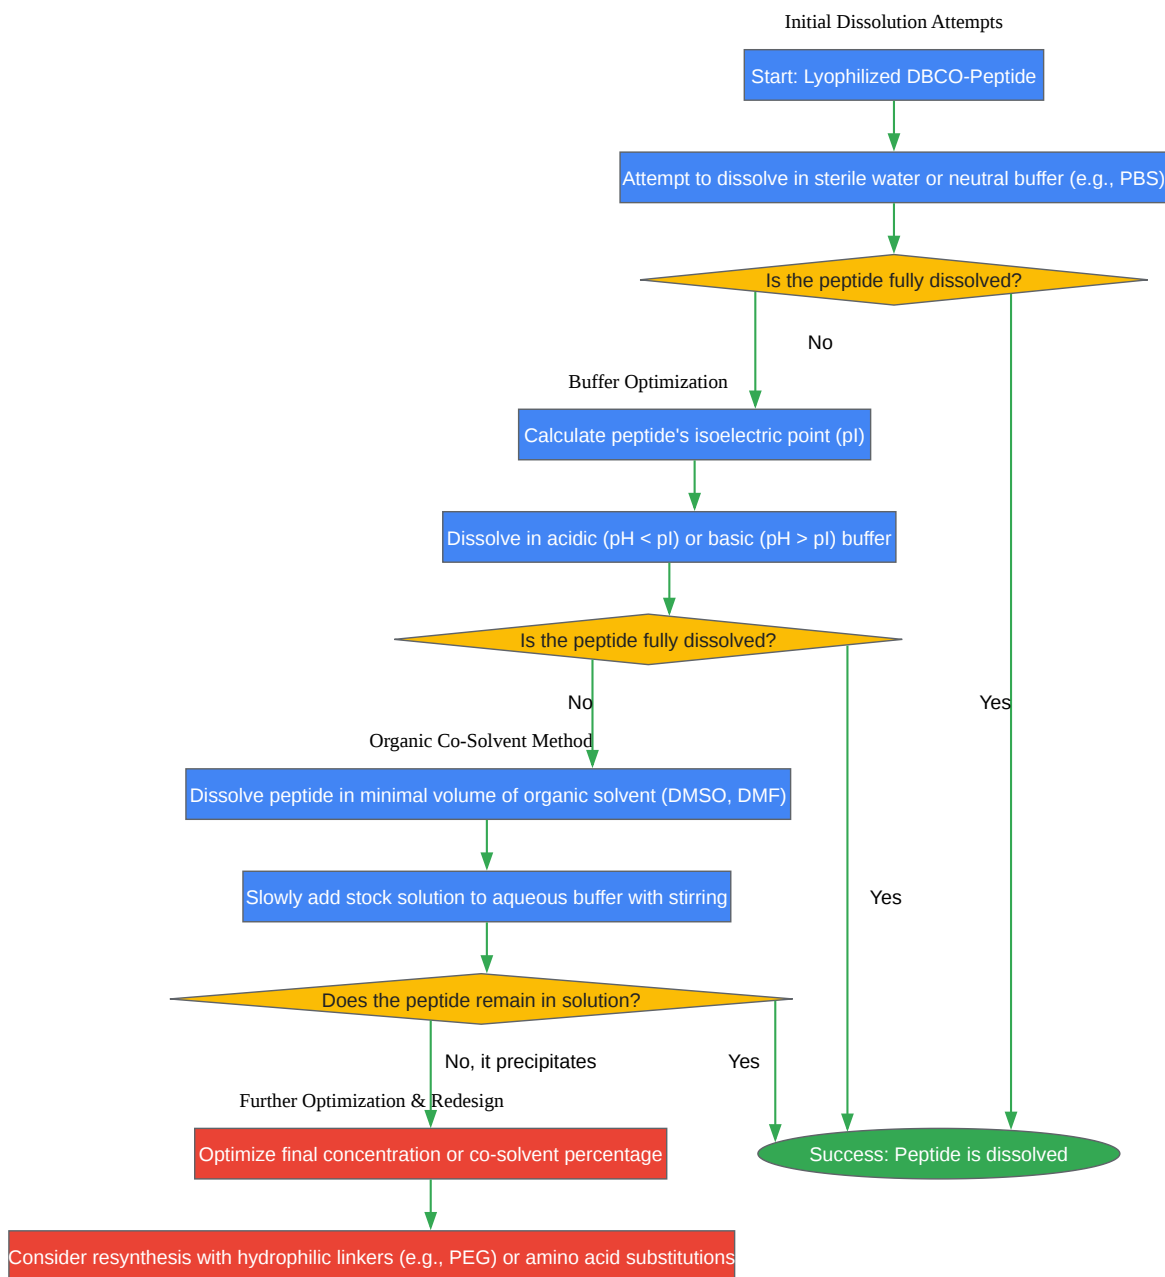 Initial Dissolution Attempts
Start: Lyophilized DBCO-Peptide
Attempt to dissolve in sterile water or neutral buffer (e.g., PBS)
Is the peptide fully dissolved?
No
Buffer Optimization
Calculate peptide's isoelectric point (pI)
Dissolve in acidic (pH < pI) or basic (pH > pI) buffer
Is the peptide fully dissolved?
No
Yes
Organic Co-Solvent Method
Dissolve peptide in minimal volume of organic solvent (DMSO, DMF)
Slowly add stock solution to aqueous buffer with stirring
Yes
Does the peptide remain in solution?
No, it precipitates
Yes
Further Optimization & Redesign
Optimize final concentration or co-solvent percentage
Success: Peptide is dissolved
Consider resynthesis with hydrophilic linkers (e.g., PEG) or amino acid substitutions